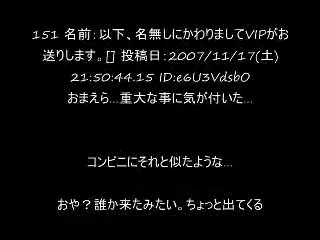 151 名前：以下、名無しにかわりましてVIPがお
送りします。[] 投稿日：2007/11/17(土)
21:50:44.15 ID:e6U3Vdsb0
おまえら…重大な事に気が付いた…
コンビニにそれと似たような…
おや？誰か来たみたい。ちょっと出てくる